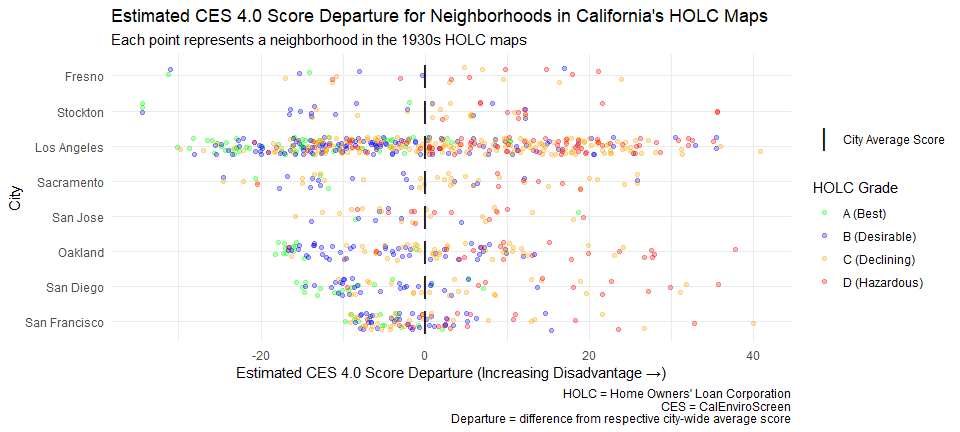 Estimated CES 4.0 Score Departure for Neighborhoods in California's HOLC Maps
Each point represents a neighborhood in the 1930s HOLC maps
City
Fresno
Stockton
Los Angeles
Sacramento
San Jose
Oakland
San Diego
San Francisco
-20
0
20
40
Estimated CES 4.0 Score Departure (Increasing Disadvantage →)
City Average Score
HOLC Grade
A (Best)
B (Desirable)
C (Declining)
D (Hazardous)
HOLC = Home Owners' Loan Corporation
CES = CalEnviroScreen
Departure = difference from respective city-wide average score